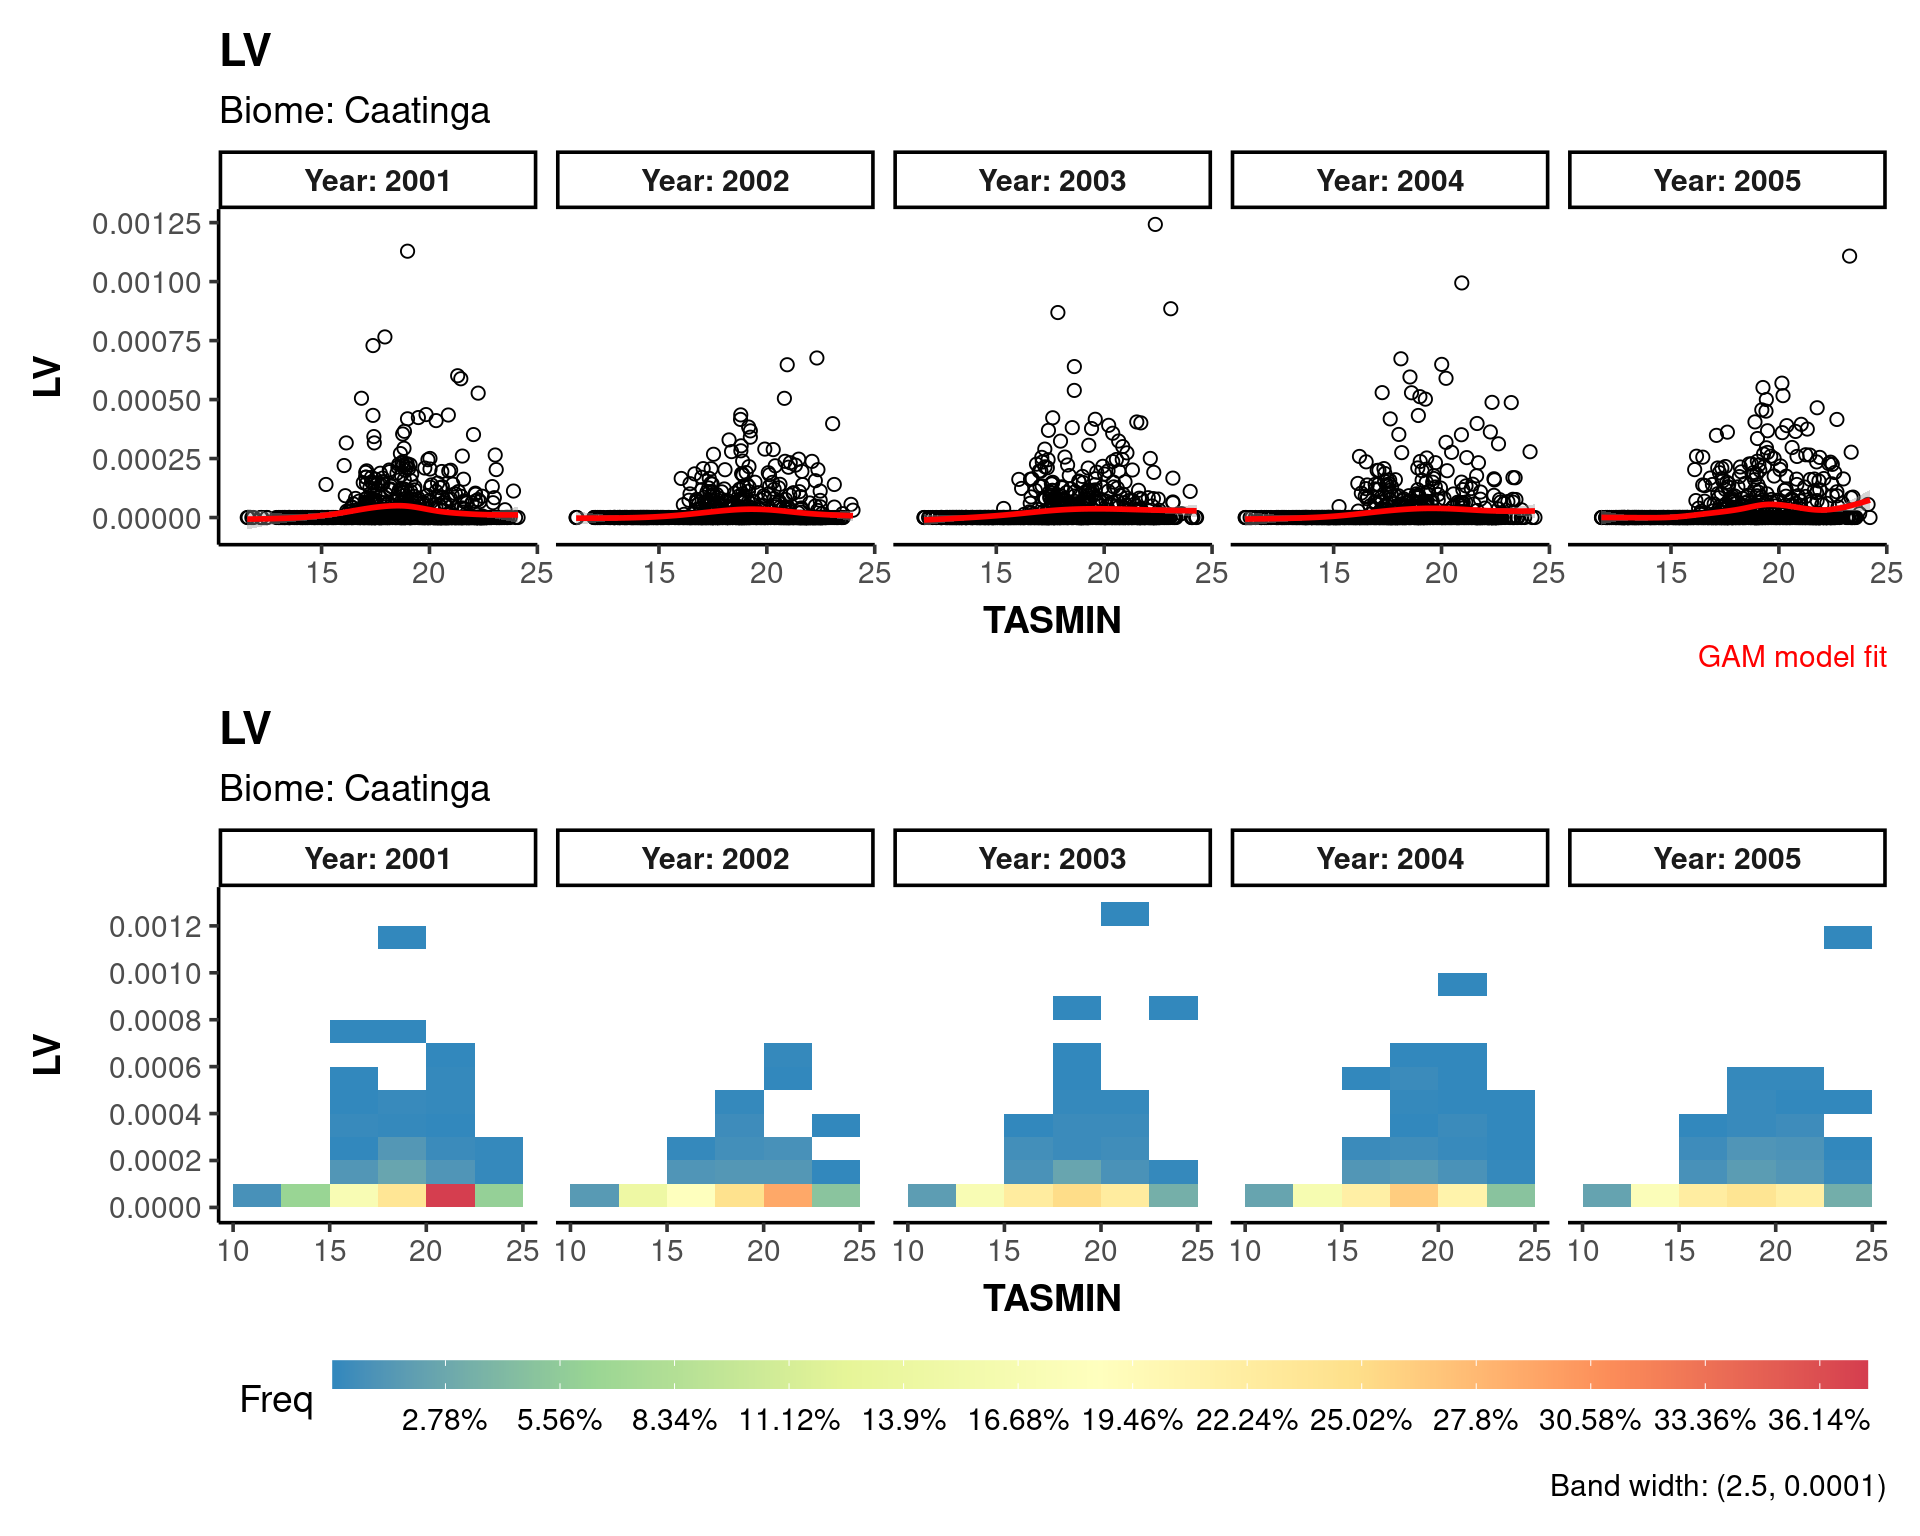 LV
Biome: Caatinga
Year: 2001 Year: 2002 Year: 2003 Year: 2004 Year: 2005
0.00125
0.00100
0.00075
0.00050
0.00025
0.00000
LV
15 20 25 15 20 25 15 20 25 15 20 25 15 20 25
TASMIN
GAM model fit
LV
Biome: Caatinga
Year: 2001 Year: 2002 Year: 2003 Year: 2004 Year: 2005
0.0012
0.0010
0.0008
0.0006
0.0004
0.0002
0.0000
LV
10 15 20 25 10 15 20 25 10 15 20 25 10 15 20 25 10 15 20 25
TASMIN
Freq
2.78% 5.56% 8.34% 11.12% 13.9% 16.68% 19.46% 22.24% 25.02% 27.8% 30.58% 33.36% 36.14%
Band width: (2.5, 0.0001)